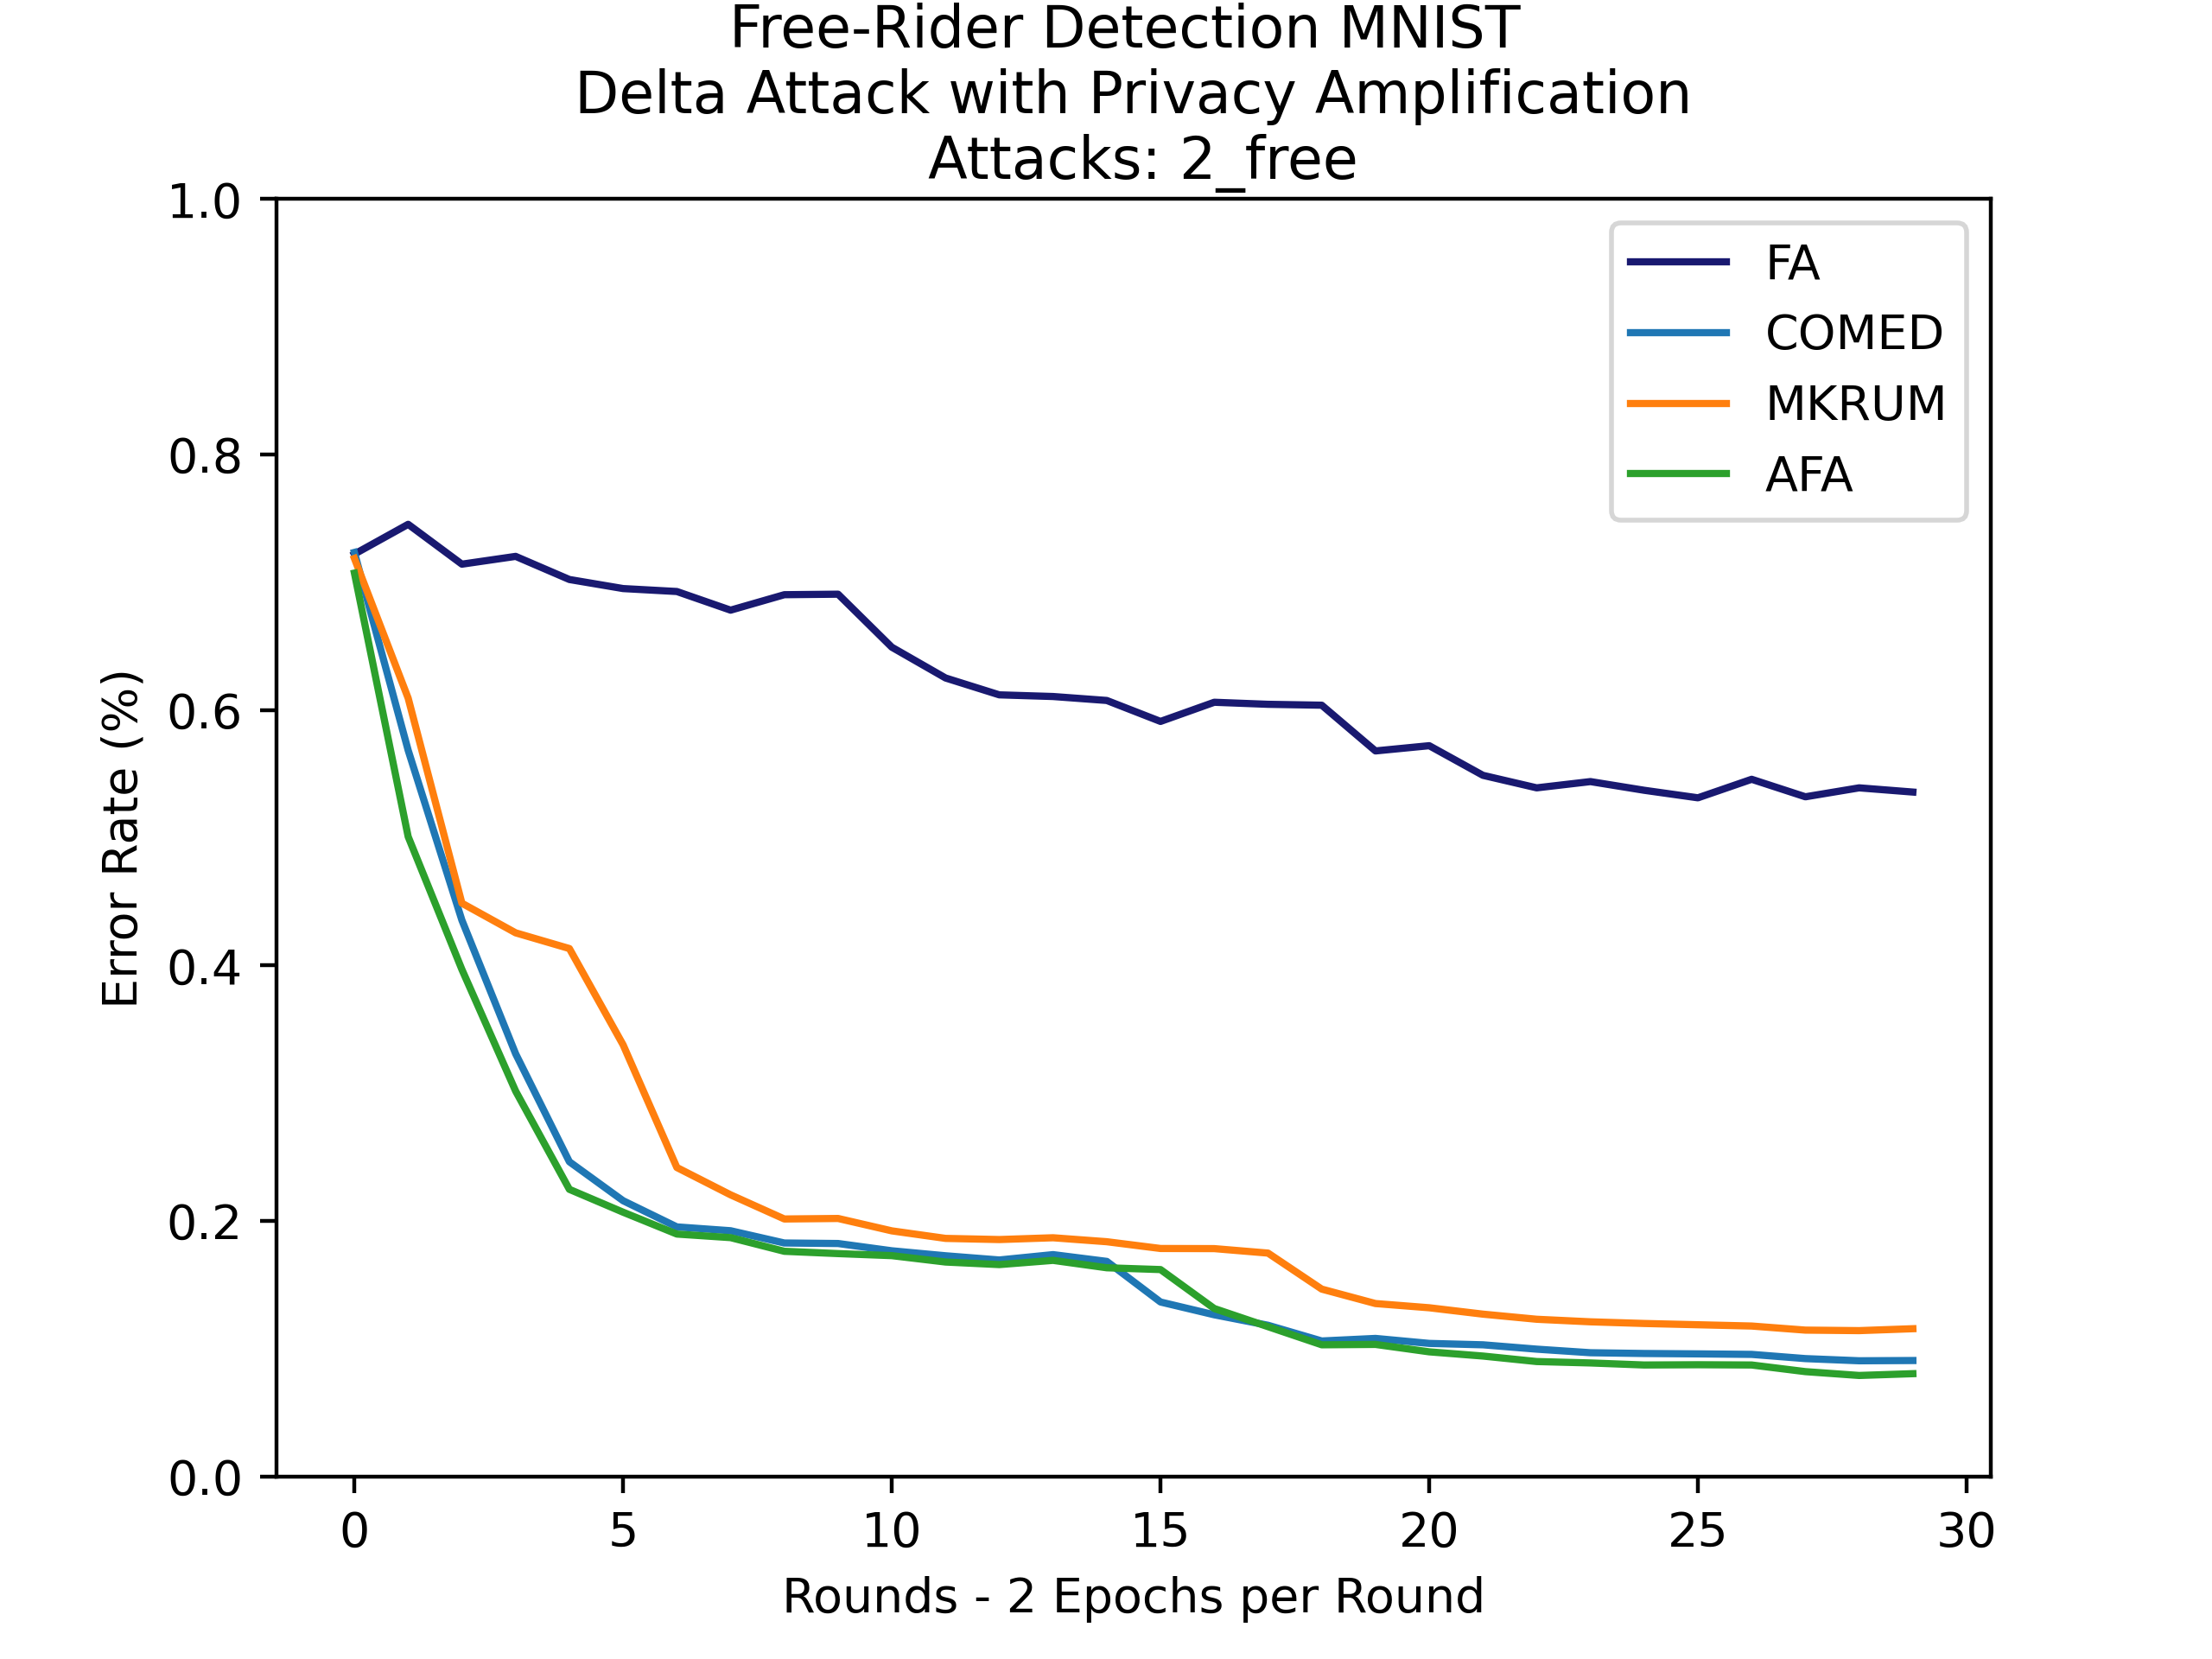 Free-Rider Detection MNIST
Delta Attack with Privacy Amplification
Attacks: 2_free
1.0
0.8
0.6
0.4
0.2
0.0
Error Rate (%)
FA
COMED
MKRUM
AFA
0 5 10 15 20 25 30
Rounds - 2 Epochs per Round